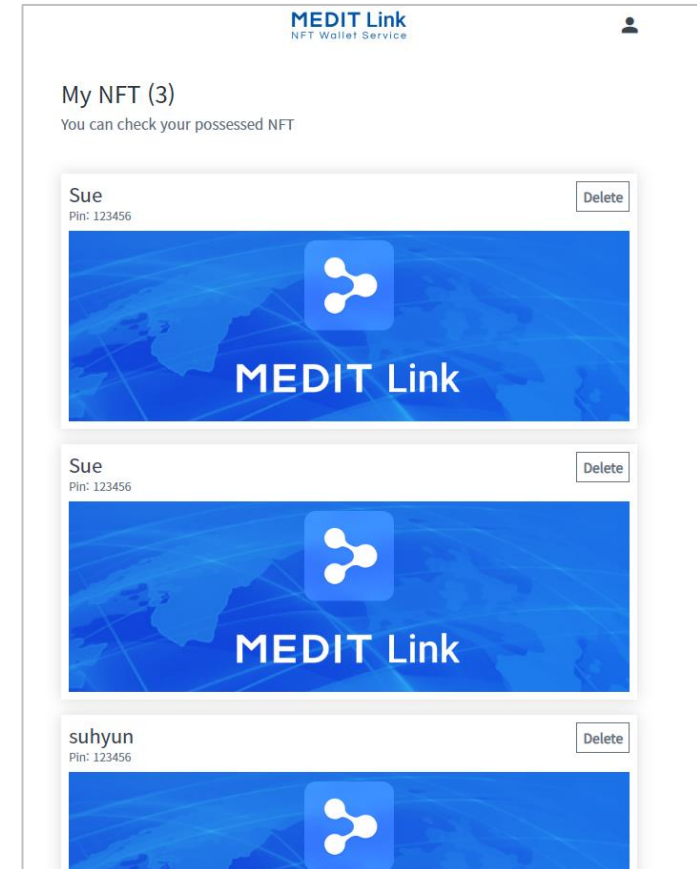 MEDIT Link
NFT Wallet Service
My NFT (3)
You can check your possessed NFT
Sue
Delete
Pin: 123456
MEDIT Link
Sue
Delete
Pin: 123456
MEDIT Link
suhyun
Delete
Pin: 123456